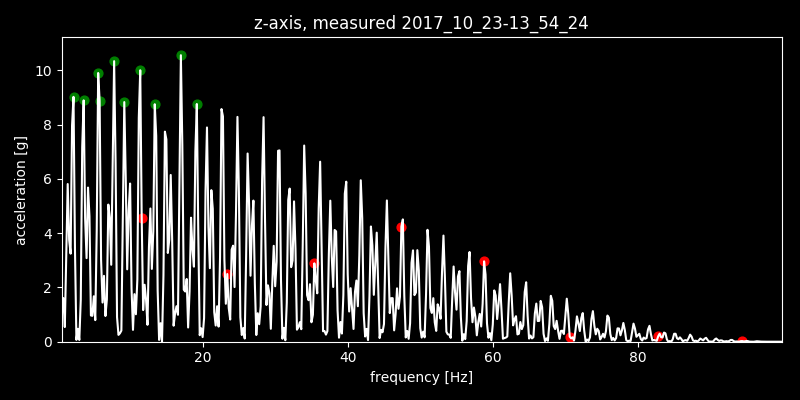 z-axis, measured 2017_10_23-13_54_24
acceleration [g]
10
8
6
4
2
0
20 40 60 80
frequency [Hz]